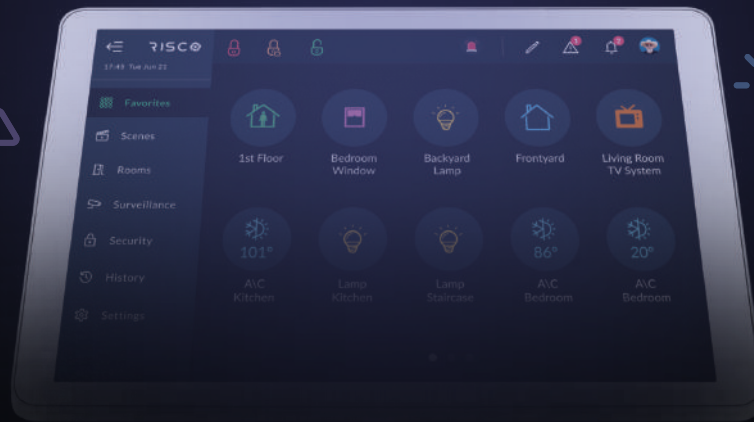 RISCO
17:49 Tue Jun 22
Favorites
Scenes
Rooms
Surveillance
Security
History
Settings
1st Floor
Bedroom
Window
Backyard
Lamp
Frontyard
Living Room
TV System
101°
A\C
Kitchen
Lamp
Kitchen
Lamp
Staircase
86°
A\C
Bedroom
20°
A\C
Bedroom